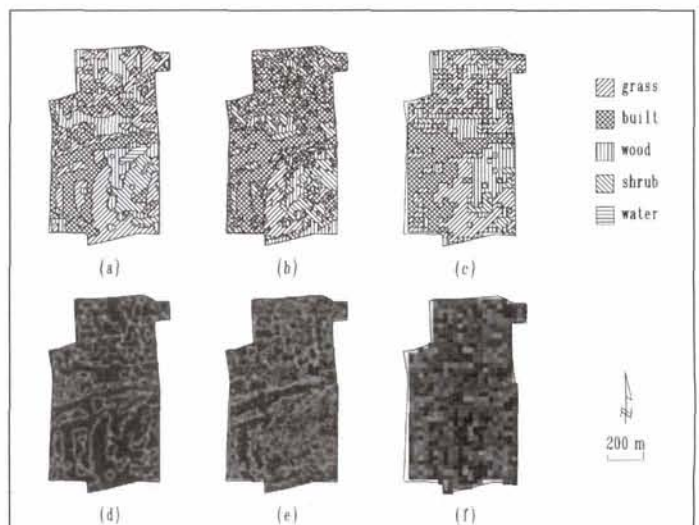 grass
built
wood
shrub
water
(a) (b) (c)
(d) (e) (f)
N
200 m